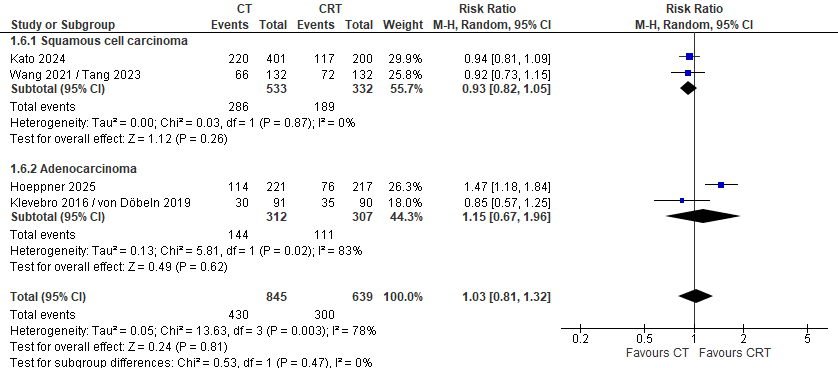 CT CRT Risk Ratio Risk Ratio
Study or Subgroup Events Total Events Total Weight M-H, Random, 95% CI M-H, Random, 95% CI
1.6.1 Squamous cell carcinoma
Kato 2024 220 401 117 200 29.9% 0.94 [0.81, 1.09]
Wang 2021 / Tang 2023 66 132 72 132 25.8% 0.92 [0.73, 1.15]
Subtotal (95% CI) 533 332 55.7% 0.93 [0.82, 1.05]
Total events 286 189
Heterogeneity: Tau² = 0.00; Chi² = 0.03, df = 1 (P = 0.87); I² = 0%
Test for overall effect: Z = 1.12 (P = 0.26)
1.6.2 Adenocarcinoma
Hoeppner 2025 114 221 76 217 26.3% 1.47 [1.18, 1.84]
Klevebro 2016 / von Döbeln 2019 30 91 35 90 18.0% 0.85 [0.57, 1.25]
Subtotal (95% CI) 312 307 44.3% 1.15 [0.67, 1.96]
Total events 144 111
Heterogeneity: Tau² = 0.13; Chi² = 5.81, df = 1 (P = 0.02); I² = 83%
Test for overall effect: Z = 0.49 (P = 0.62)
Total (95% CI) 845 639 100.0% 1.03 [0.81, 1.32]
Total events 430 300
Heterogeneity: Tau² = 0.05; Chi² = 13.63, df = 3 (P = 0.003); I² = 78%
Test for overall effect: Z = 0.24 (P = 0.81)
Test for subgroup differences: Chi² = 0.53, df = 1 (P = 0.47), I² = 0%
0.2 0.5 1 2 5
Favours CT Favours CRT